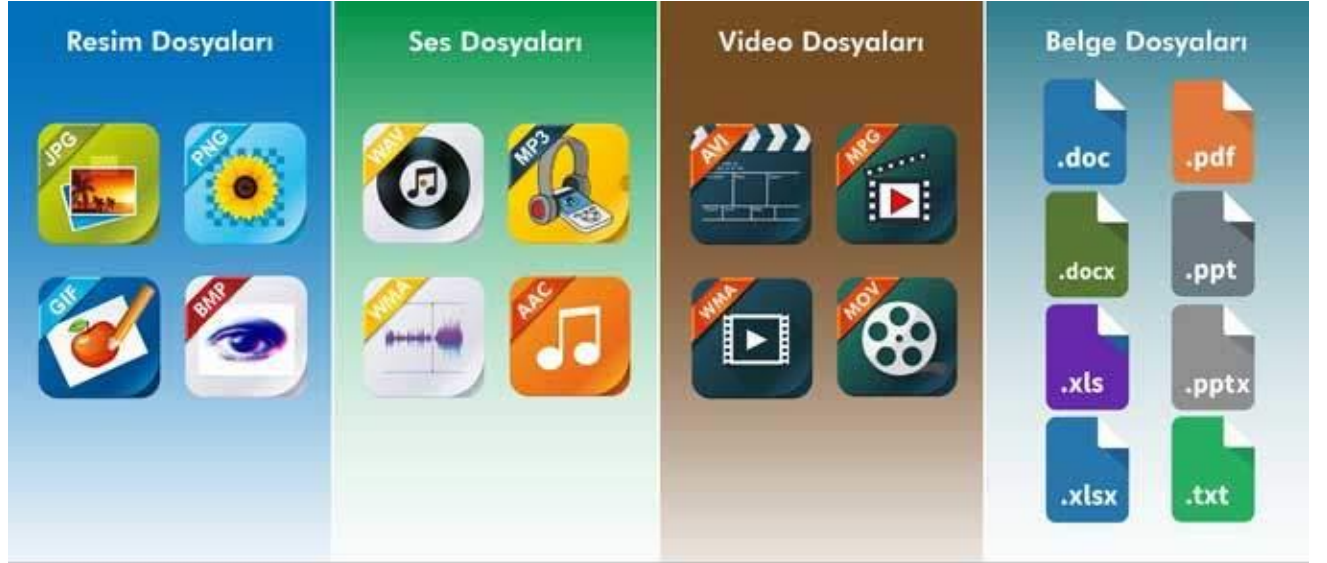 Resim Dosyaları
JPG
PNG
GIF
BMP
Ses Dosyaları
WAV
MP3
WMA
AAC
Video Dosyaları
AVI
MPG
WMA
MOV
Belge Dosyaları
.doc
.pdf
.docx
.ppt
.xls
.pptx
.xlsx
.txt